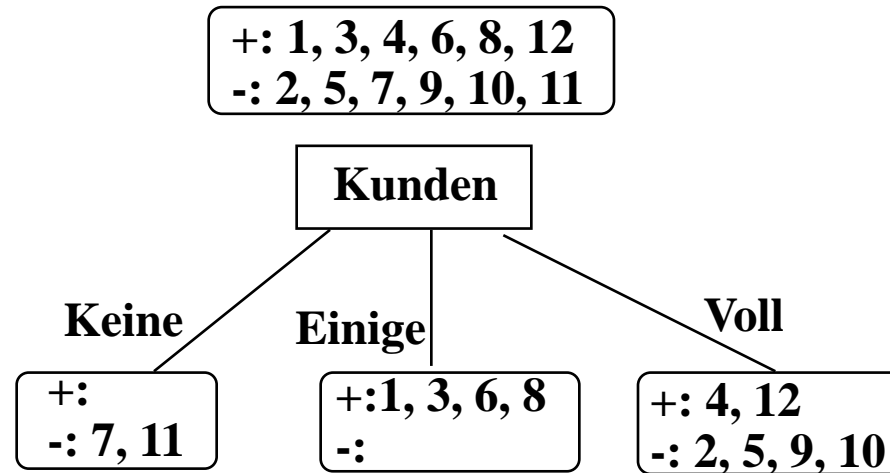 +: 1, 3, 4, 6, 8, 12
-: 2, 5, 7, 9, 10, 11
Kunden
Keine
Einige
Voll
+:
-: 7, 11
+:1, 3, 6, 8
-:
+: 4, 12
-: 2, 5, 9, 10